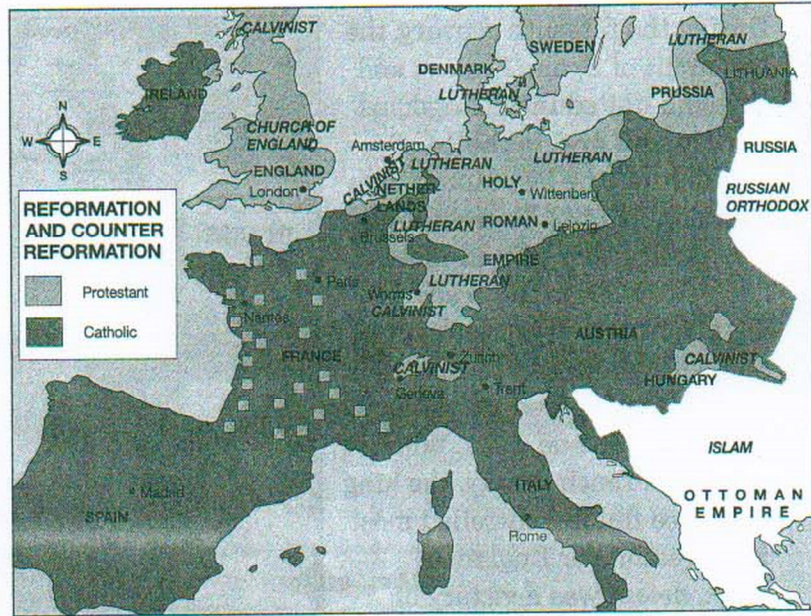 CALVINIST
SWEDEN
LUTHERAN
DENMARK
LITHUANIA
IRELAND
LUTHERAN
PRUSSIA
N
W E
S
CHURCH OF
ENGLAND
RUSSIA
Amsterdam
LUTHERAN
LUTHERAN
ENGLAND
CALVINIST
NETHER
LANDS
HOLY
Wittenberg
RUSSIAN
ORTHODOX
London
REFORMATION
AND COUNTER
REFORMATION
LUTHERAN
ROMAN
Leipzig
Brussels
EMPIRE
Protestant
Paris
LUTHERAN
Worms
Nantes
CALVINIST
Catholic
AUSTRIA
FRANCE
Zurich
CALVINIST
CALVINIST
Geneva
Trent
HUNGARY
ISLAM
Madrid
ITALY
OTTOMAN
EMPIRE
SPAIN
Rome